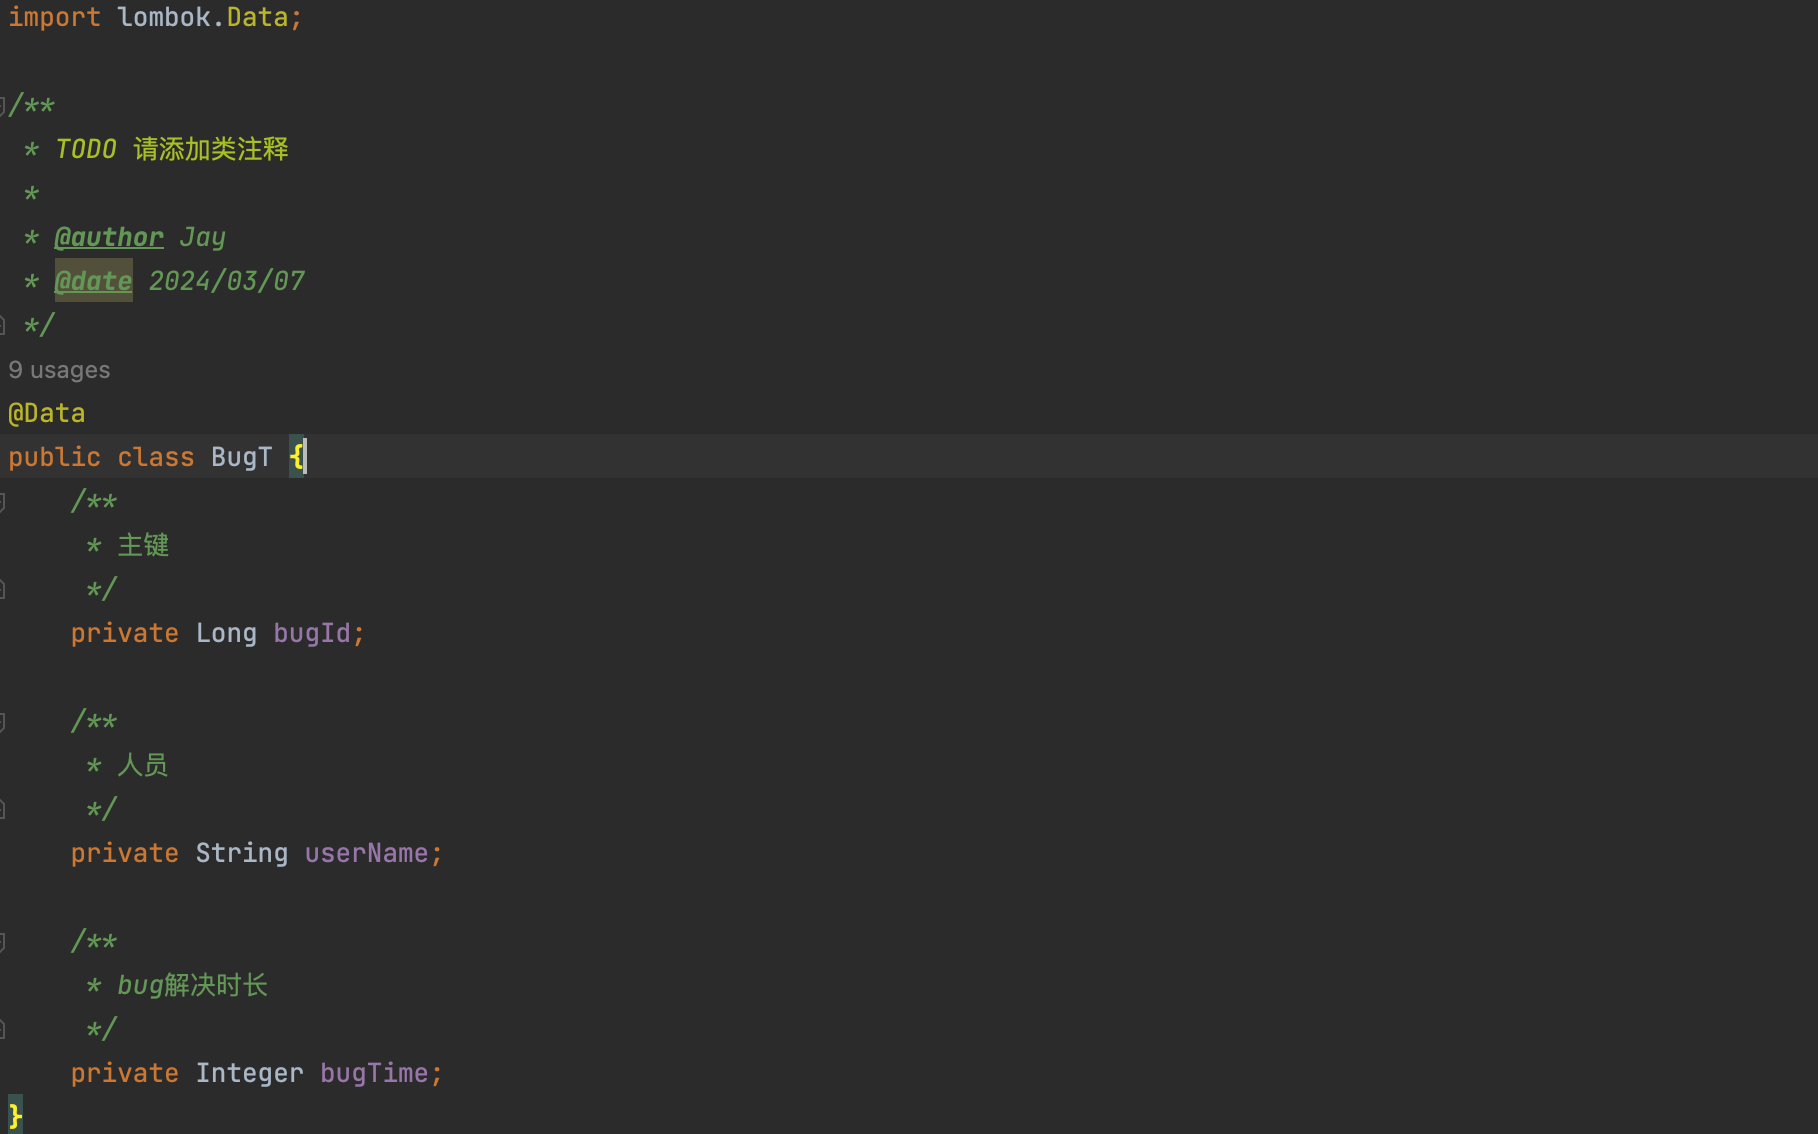 import lombok.Data;
/**
 * TODO 请添加类注释
 *
 * @author Jay
 * @date 2024/03/07
 */
9 usages
@Data
public class BugT {
    /**
     * 主键
     */
    private Long bugId;
    /**
     * 人员
     */
    private String userName;
    /**
     * bug解决时长
     */
    private Integer bugTime;
}